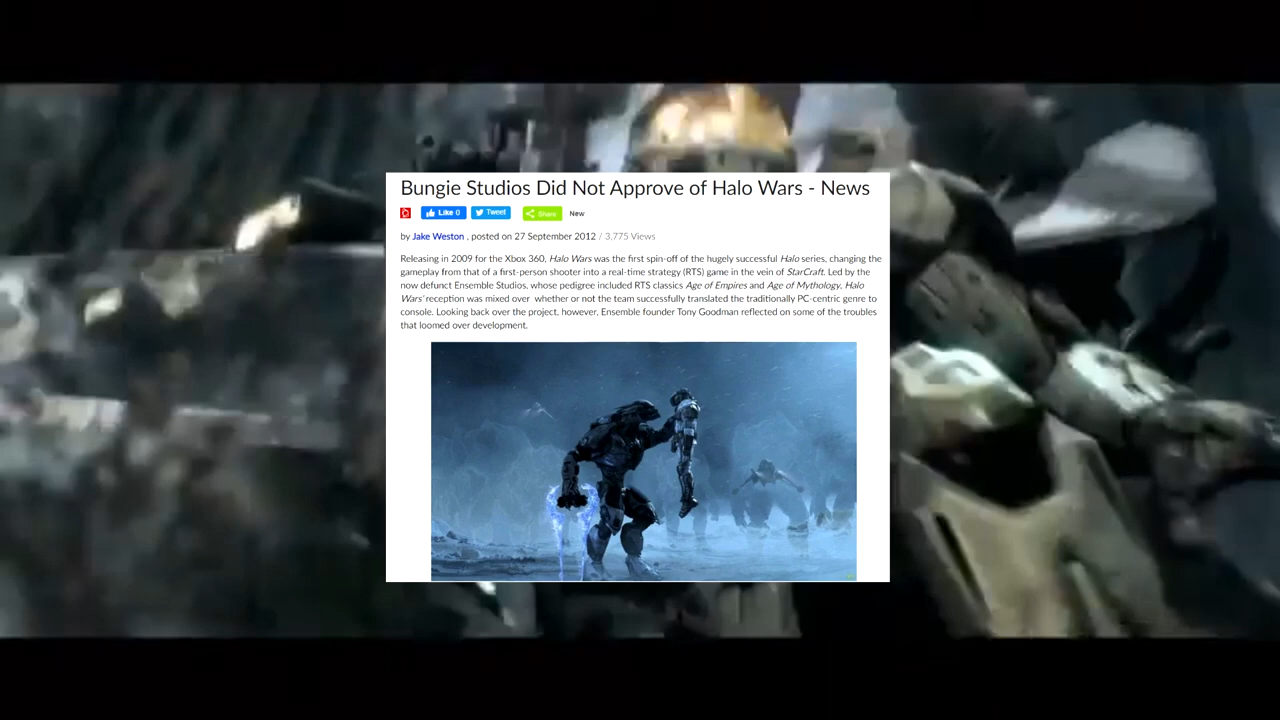 Bungie Studios Did Not Approve of Halo Wars - News
Like 0 Tweet Share New
by Jake Weston , posted on 27 September 2012 / 3,775 Views
Releasing in 2009 for the Xbox 360, Halo Wars was the first spin-off of the hugely successful Halo series, changing the
gameplay from that of a first-person shooter into a real-time strategy (RTS) game in the vein of StarCraft. Led by the
now defunct Ensemble Studios, whose pedigree included RTS classics Age of Empires and Age of Mythology, Halo
Wars' reception was mixed over whether or not the team successfully translated the traditionally PC-centric genre to
console. Looking back over the project, however, Ensemble founder Tony Goodman reflected on some of the troubles
that loomed over development.